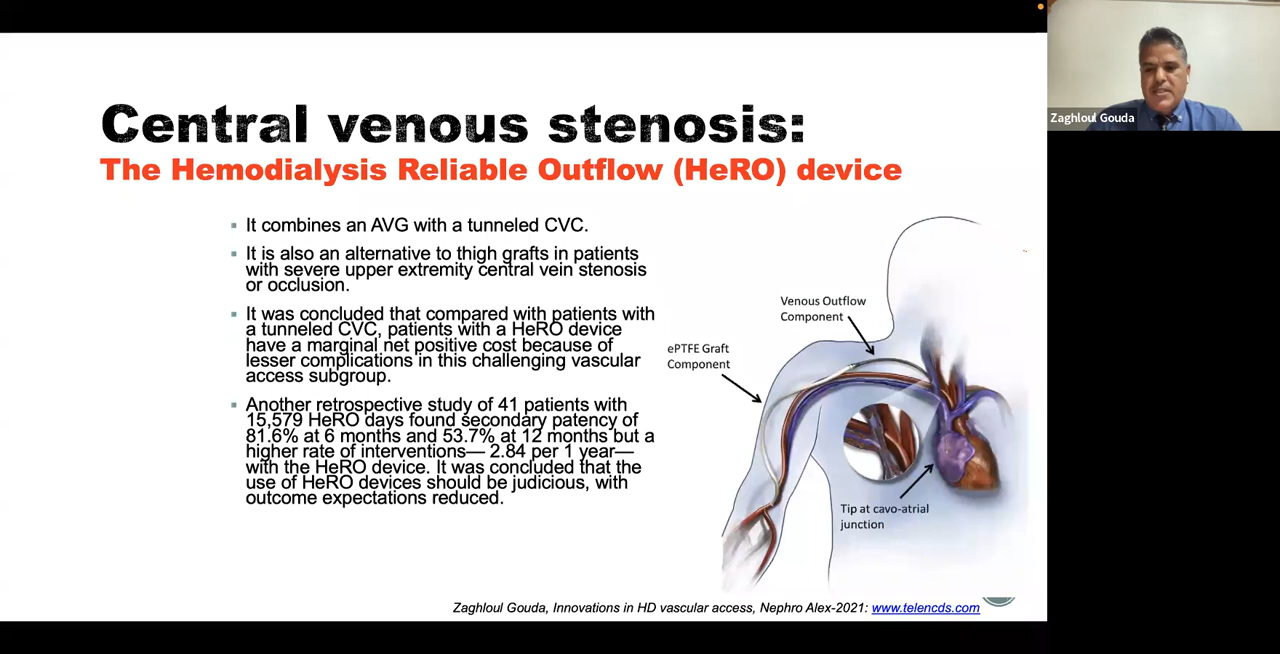 Central venous stenosis:
The Hemodialysis Reliable Outflow (HeRO) device
▪ It combines an AVG with a tunneled CVC.
▪ It is also an alternative to thigh grafts in patients
with severe upper extremity central vein stenosis
or occlusion.
▪ It was concluded that compared with patients with
a tunneled CVC, patients with a HeRO device
have a marginal net positive cost because of
lesser complications in this challenging vascular
access subgroup.
▪ Another retrospective study of 41 patients with
15,579 HeRO days found secondary patency of
81.6% at 6 months and 53.7% at 12 months but a
higher rate of interventions— 2.84 per 1 year—
with the HeRO device. It was concluded that the
use of HeRO devices should be judicious, with
outcome expectations reduced.
Venous Outflow
Component
ePTFE Graft
Component
Tip at cavo-atrial
junction
Zaghloul Gouda, Innovations in HD vascular access, Nephro Alex-2021: www.telencds.com
Zaghloul Gouda